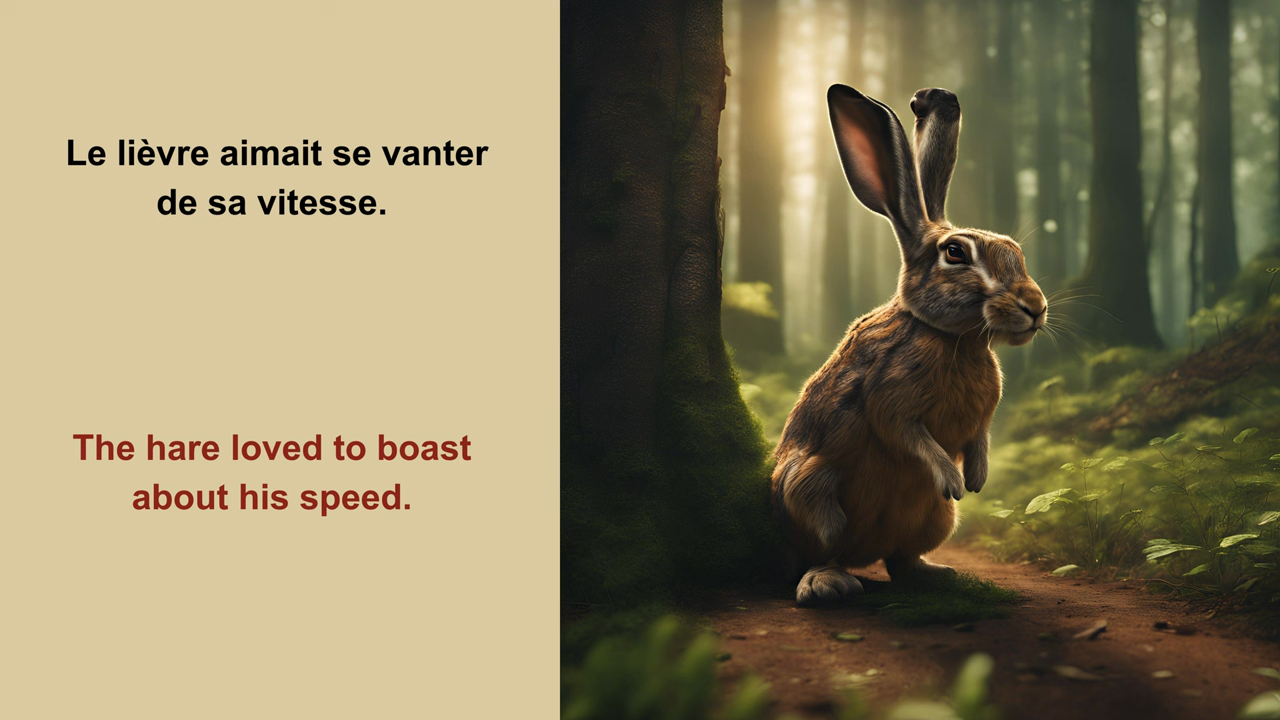 Le lièvre aimait se vanter
de sa vitesse.
The hare loved to boast
about his speed.